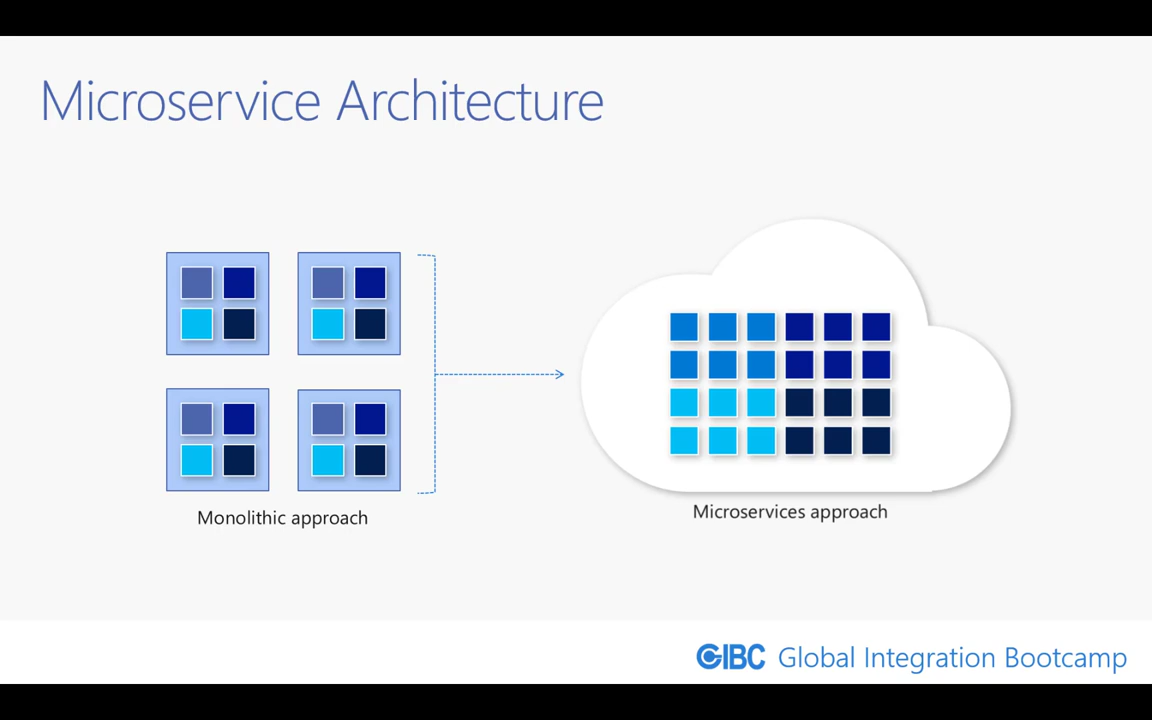 Microservice Architecture
Monolithic approach
Microservices approach
GIBC Global Integration Bootcamp